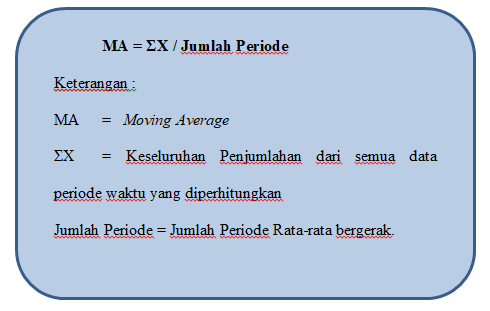 MA = ΣX / Jumlah Periode
Keterangan :
MA = Moving Average
ΣX = Keseluruhan Penjumlahan dari semua data
periode waktu yang diperhitungkan
Jumlah Periode = Jumlah Periode Rata-rata bergerak.